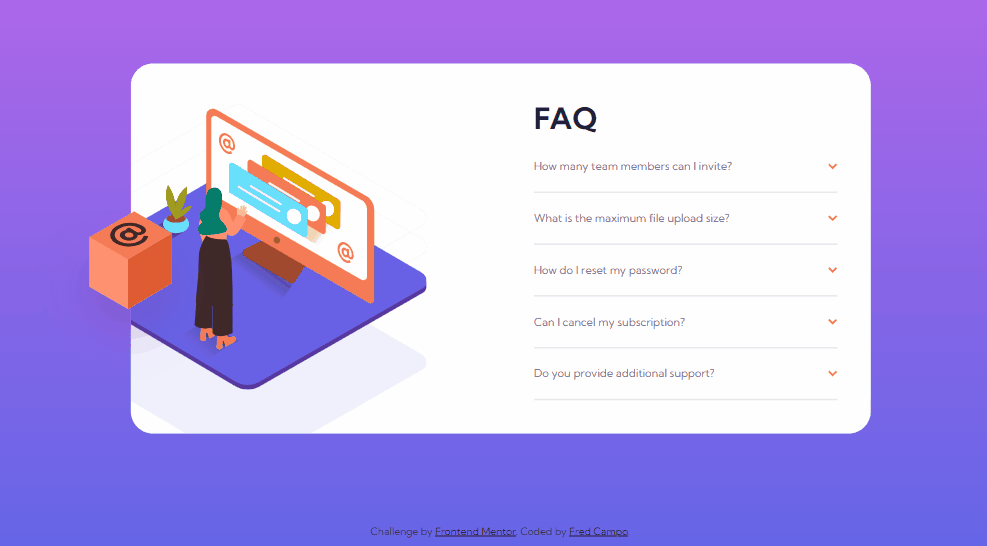 FAQ
How many team members can I invite?
What is the maximum file upload size?
How do I reset my password?
Can I cancel my subscription?
Do you provide additional support?
Challenge by Frontend Mentor. Coded by Fred Campo